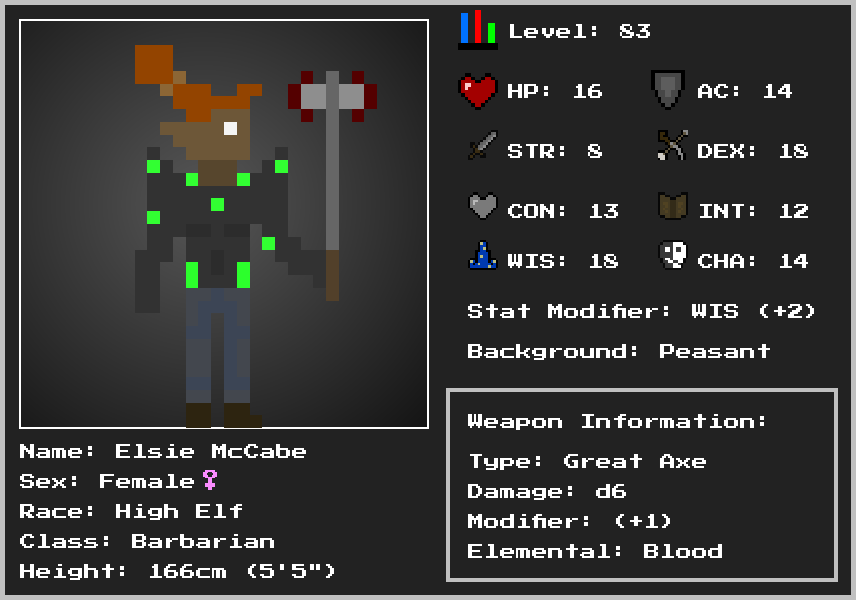 Level: 83
HP: 16 AC: 14
STR: 8 DEX: 18
CON: 13 INT: 12
WIS: 18 CHA: 14
Stat Modifier: WIS (+2)
Background: Peasant
Weapon Information:
Type: Great Axe
Damage: d6
Modifier: (+1)
Elemental: Blood
Name: Elsie McCabe
Sex: Female♀
Race: High Elf
Class: Barbarian
Height: 166cm (5'5")